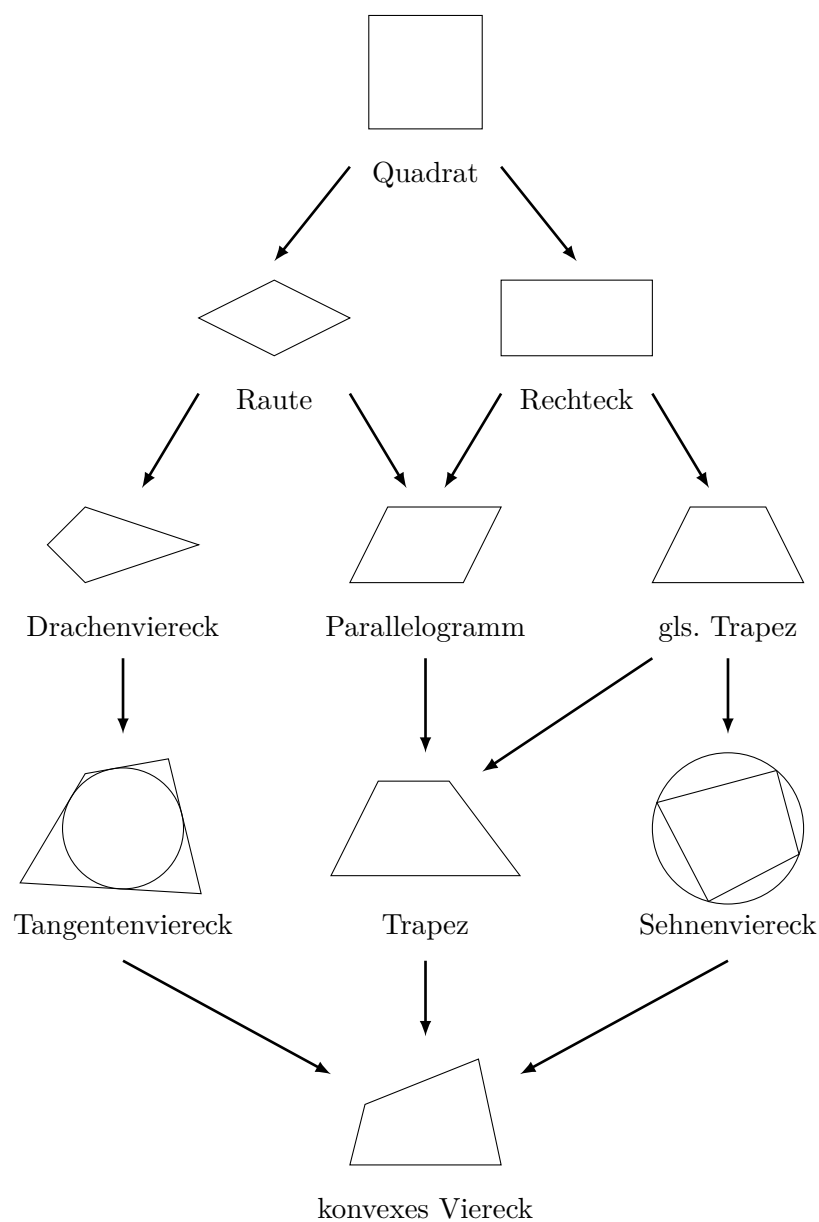 Quadrat
Raute
Rechteck
Drachenviereck
Parallelogramm
gls. Trapez
Tangentenviereck
Trapez
Sehnenviereck
konvexes Viereck